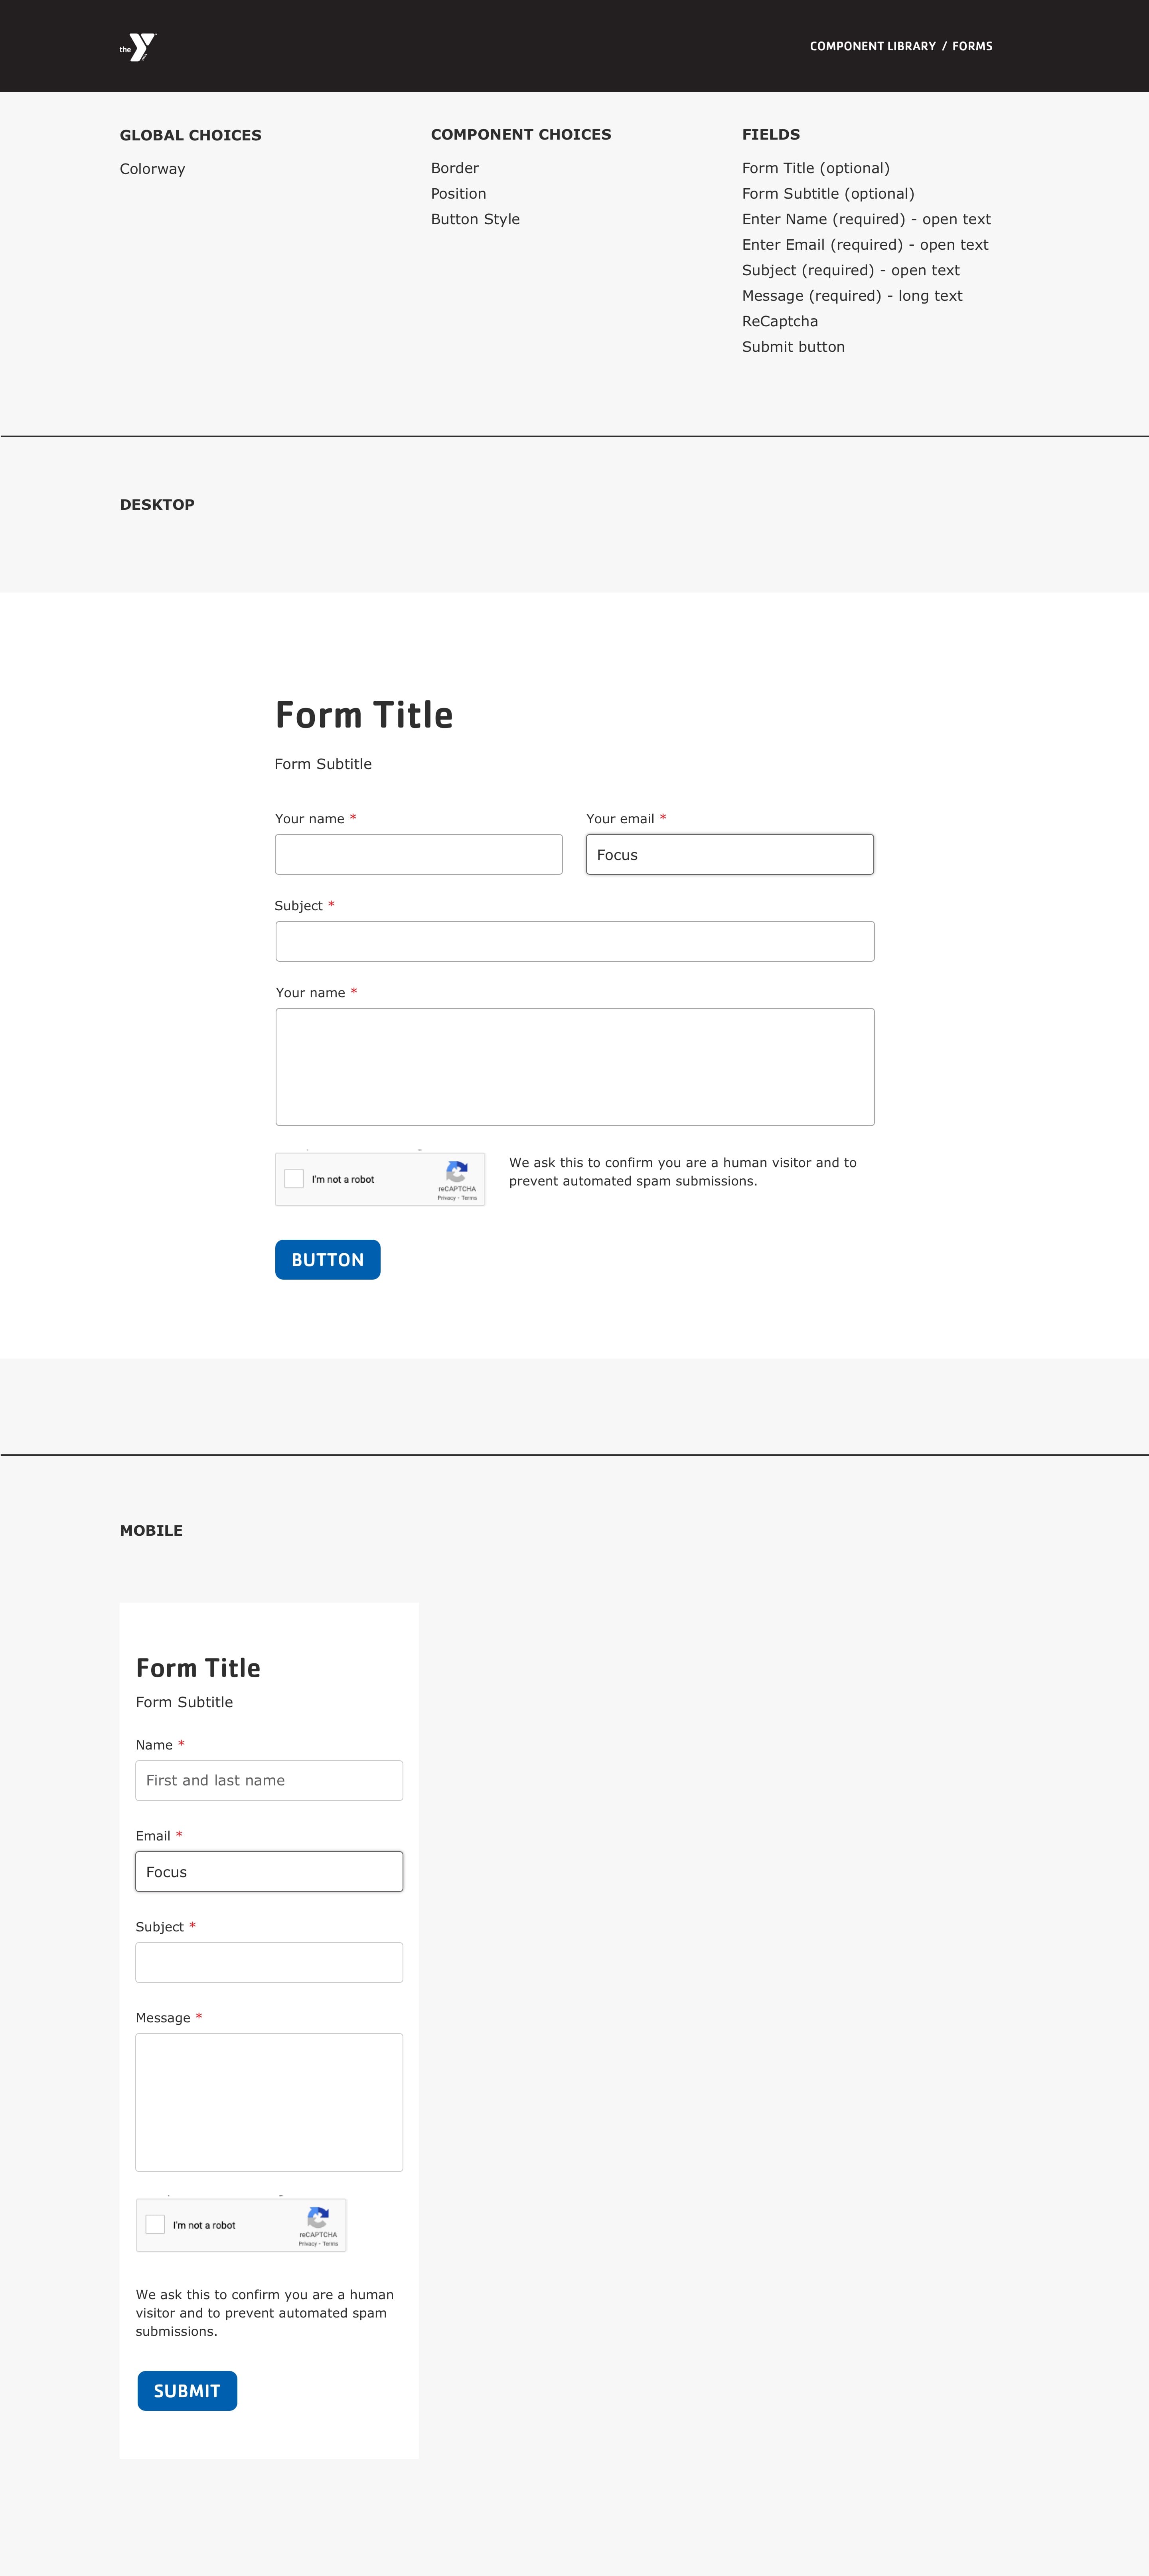 the Y
COMPONENT LIBRARY / FORMS
GLOBAL CHOICES
Colorway
COMPONENT CHOICES
Border
Position
Button Style
FIELDS
Form Title (optional)
Form Subtitle (optional)
Enter Name (required) - open text
Enter Email (required) - open text
Subject (required) - open text
Message (required) - long text
ReCaptcha
Submit button
DESKTOP
Form Title
Form Subtitle
Your name *
Your email *
Focus
Subject *
Your name *
I'm not a robot
reCAPTCHA
Privacy - Terms
We ask this to confirm you are a human visitor and to
prevent automated spam submissions.
BUTTON
MOBILE
Form Title
Form Subtitle
Name *
First and last name
Email *
Focus
Subject *
Message *
I'm not a robot
reCAPTCHA
Privacy - Terms
We ask this to confirm you are a human
visitor and to prevent automated spam
submissions.
SUBMIT